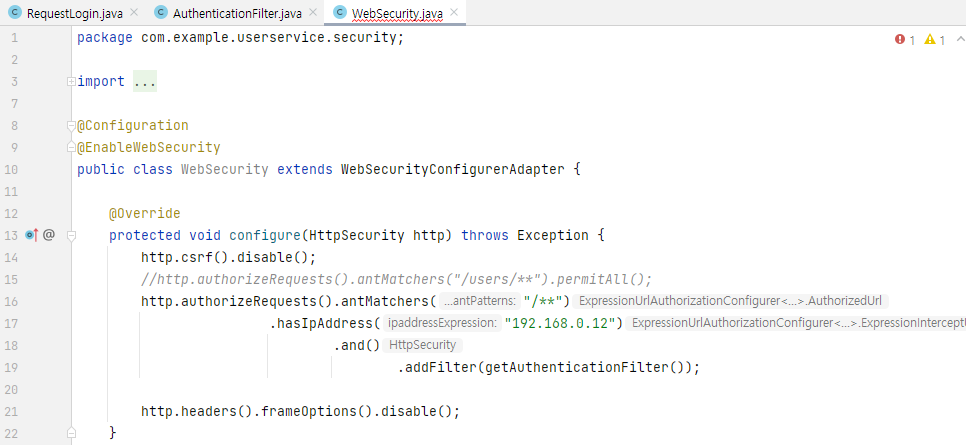 RequestLogin.java AuthenticationFilter.java WebSecurity.java
1 package com.example.userservice.security; 1 1
2
3 import ...
7
8 @Configuration
9 @EnableWebSecurity
10 public class WebSecurity extends WebSecurityConfigurerAdapter {
11
12 @Override
13 protected void configure(HttpSecurity http) throws Exception {
14 http.csrf().disable();
15 //http.authorizeRequests().antMatchers("/users/**").permitAll();
16 http.authorizeRequests().antMatchers( ...antPatterns: "/**") ExpressionUrlAuthorizationConfigurer<...>.AuthorizedUrl
17 .hasIpAddress( ipaddressExpression: "192.168.0.12") ExpressionUrlAuthorizationConfigurer<...>.ExpressionInterceptU
18 .and() HttpSecurity
19 .addFilter(getAuthenticationFilter());
20
21 http.headers().frameOptions().disable();
22 }